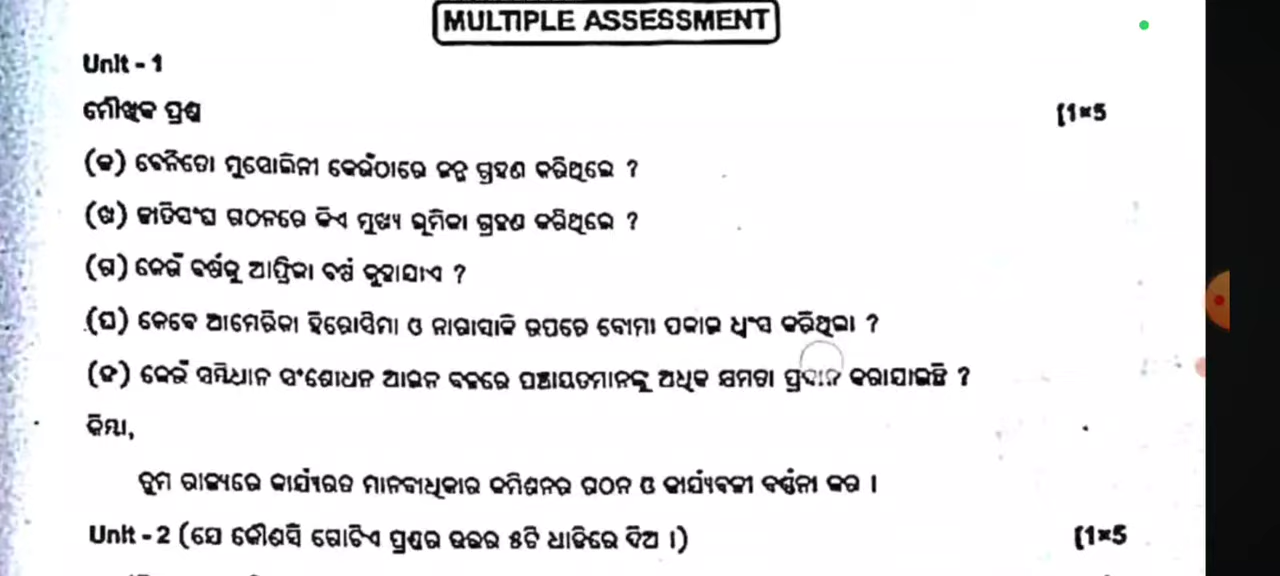 MULTIPLE ASSESSMENT
Unit - 1
ମୌଖିକ ପ୍ରଶ୍ନ [1×5
(କ) ବେନିତୋ ମୁସୋଲିନୀ କେଉଁଠାରେ ଜନ୍ମ ଗ୍ରହଣ କରିଥିଲେ ?
(ଖ) ଜାତିସଂଘ ଗଠନରେ କିଏ ମୁଖ୍ୟ ଭୂମିକା ଗ୍ରହଣ କରିଥିଲେ ?
(ଗ) କେଉଁ ବର୍ଷକୁ ଆଫ୍ରିକା ବର୍ଷ କୁହାଯାଏ ?
(ଘ) କେବେ ଆମେରିକା ହିରୋସିମା ଓ ନାଗାସାକି ଉପରେ ବୋମା ପକାଇ ଧ୍ୱଂସ କରିଥିଲା ?
(ଙ) କେଉଁ ସମ୍ବିଧାନ ସଂଶୋଧନ ଆଇନ ବଳରେ ପଞ୍ଚାୟତମାନଙ୍କୁ ଅଧିକ କ୍ଷମତା ପ୍ରଦାନ କରାଯାଇଛି ?
କିମ୍ବା,
ତୁମ ରାଜ୍ୟରେ କାର୍ଯ୍ୟରତ ମାନବାଧିକାର କମିଶନର ଗଠନ ଓ କାର୍ଯ୍ୟାବଳୀ ବର୍ଣ୍ଣନା କର ।
Unit - 2 (ଯେ କୌଣସି ଗୋଟିଏ ପ୍ରଶ୍ନର ଉତ୍ତର ୫ଟି ଧାଡିରେ ଦିଅ ।) [1×5